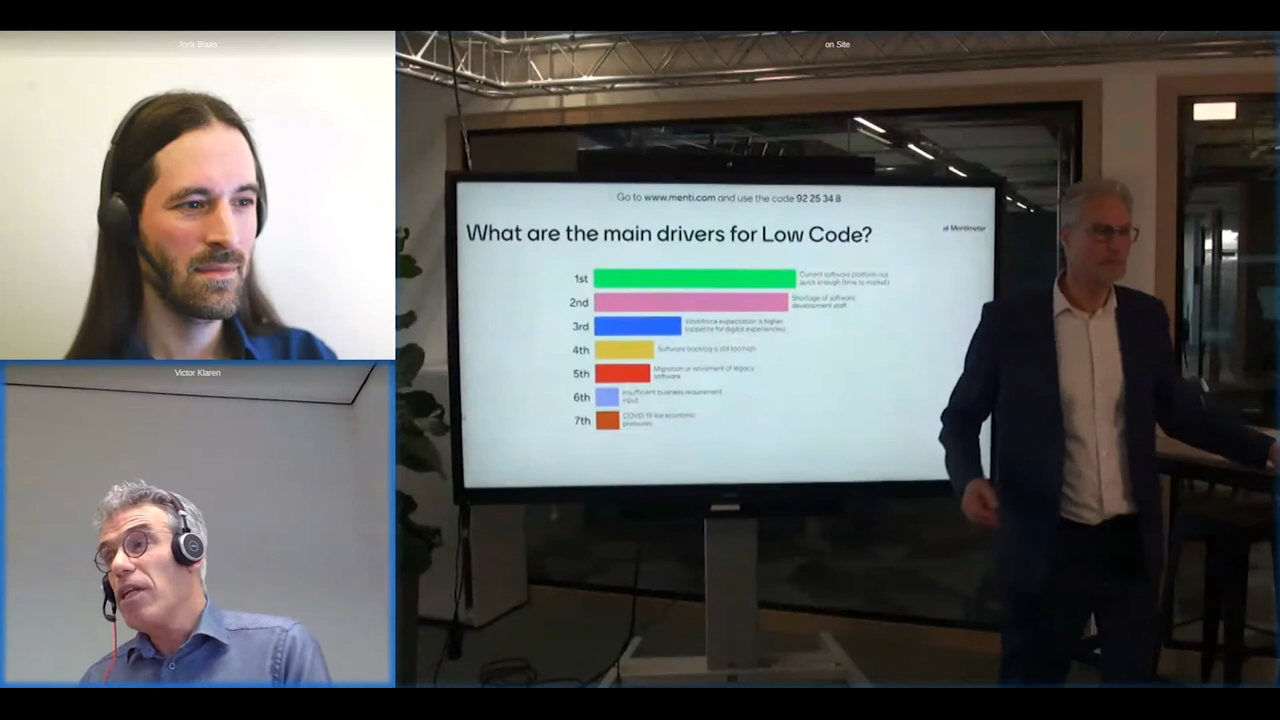 Jorik Blaas
on Site
Victor Klaren
Go to www.menti.com and use the code 92 25 34 8
What are the main drivers for Low Code?
Mentimeter
1st
Current software platform not
quick enough (time to market)
2nd
Shortage of software
development staff
3rd
Workforce expectation is higher
(appetite for digital experiences)
4th
Software backlog is still too high
5th
Migration or
of legacy
software
6th
Insufficient business requirement
input
7th
COVID 19 like economic
pressures